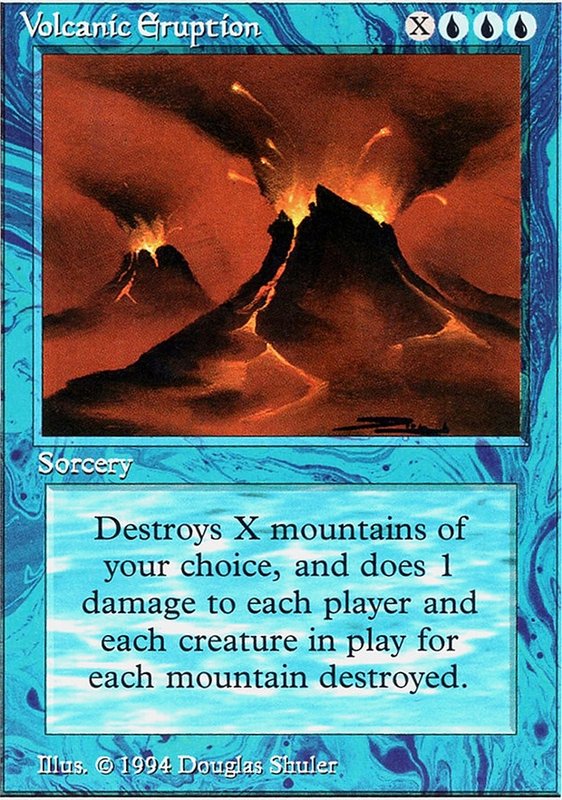 Volcanic Eruption X
Sorcery
Destroys X mountains of
your choice, and does 1
damage to each player and
each creature in play for
each mountain destroyed.
Illus. © 1994 Douglas Shuler